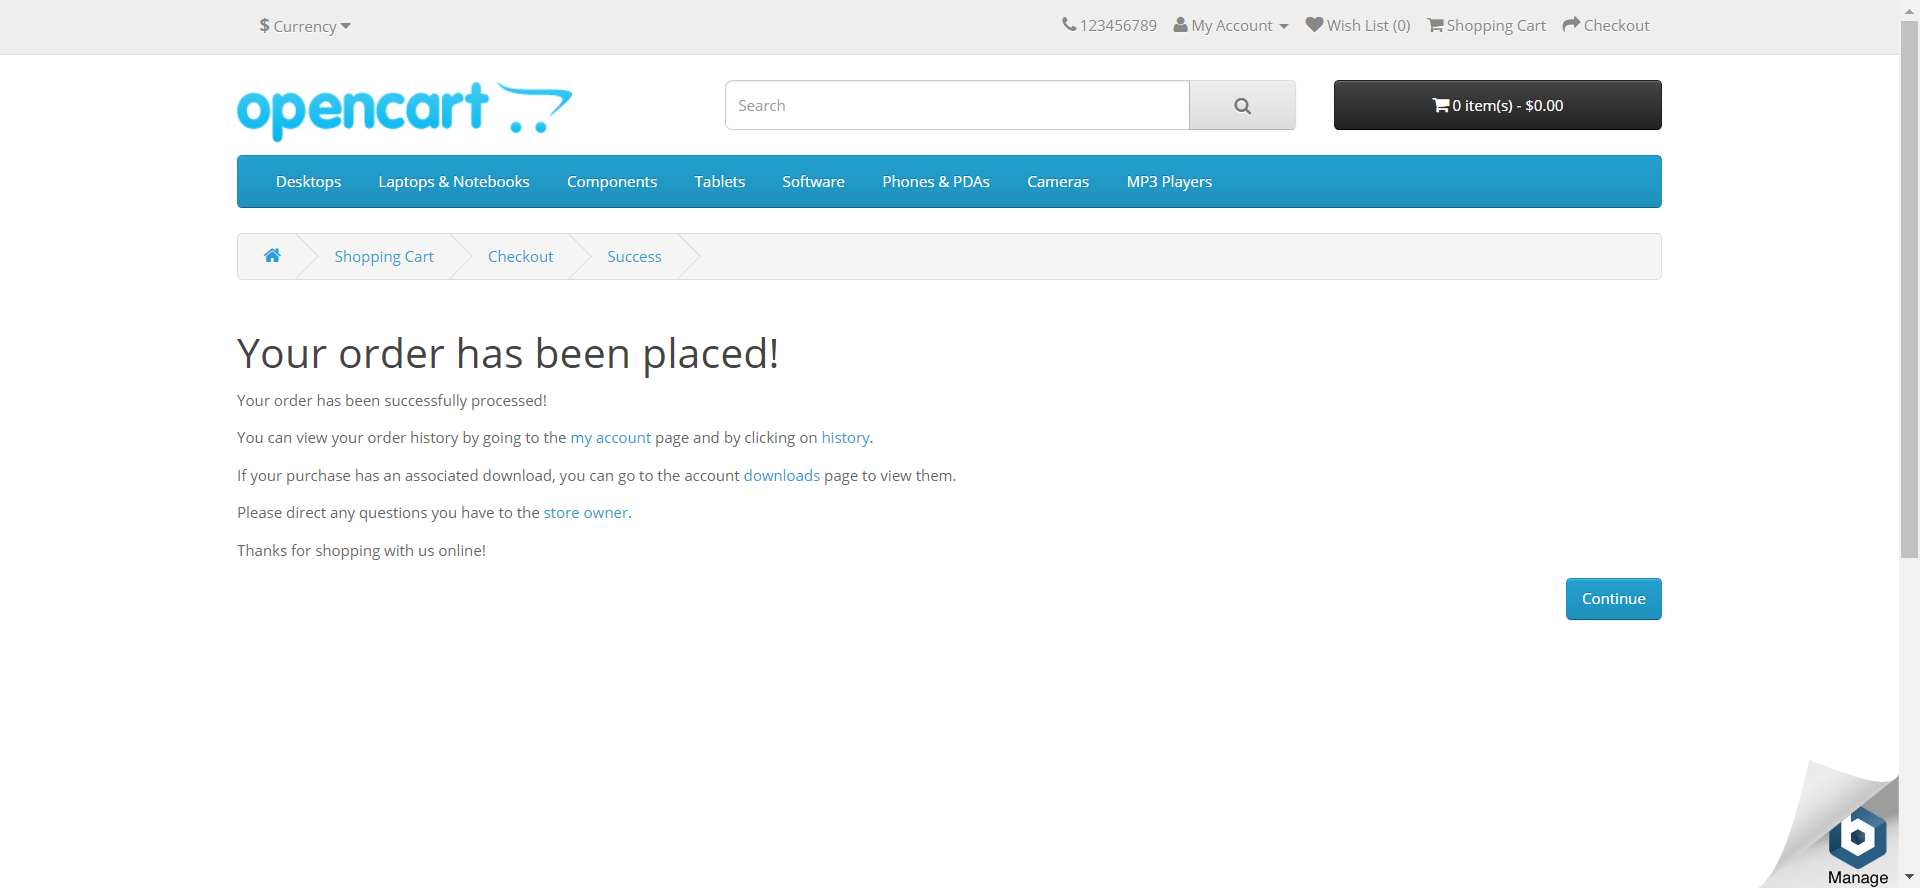 $ Currency
123456789 My Account Wish List (0) Shopping Cart Checkout
opencart
Search
0 item(s) - $0.00
Desktops Laptops & Notebooks Components Tablets Software Phones & PDAs Cameras MP3 Players
Shopping Cart Checkout Success
Your order has been placed!
Your order has been successfully processed!
You can view your order history by going to the my account page and by clicking on history.
If your purchase has an associated download, you can go to the account downloads page to view them.
Please direct any questions you have to the store owner.
Thanks for shopping with us online!
Continue
b
Manage